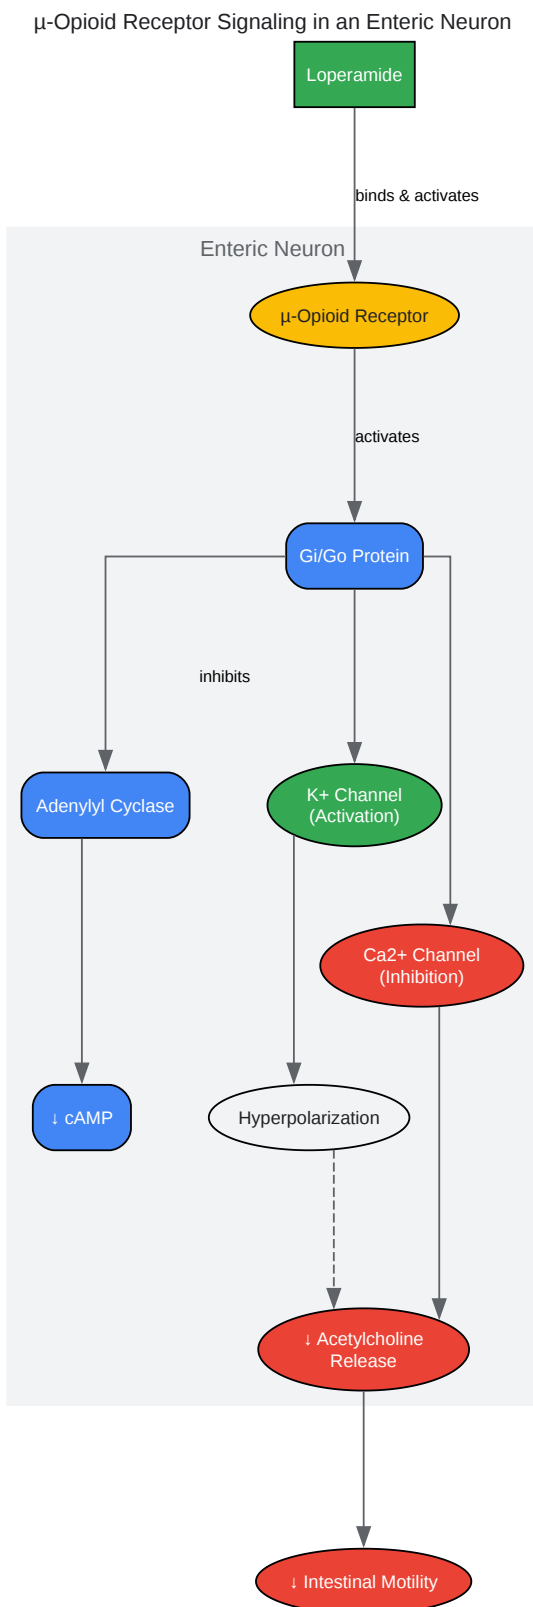 µ-Opioid Receptor Signaling in an Enteric Neuron
Loperamide
binds & activates
Enteric Neuron
µ-Opioid Receptor
activates
Gi/Go Protein
inhibits
Adenylyl Cyclase
K+ Channel
(Activation)
Ca2+ Channel
(Inhibition)
↓ cAMP
Hyperpolarization
↓ Acetylcholine
Release
↓ Intestinal Motility